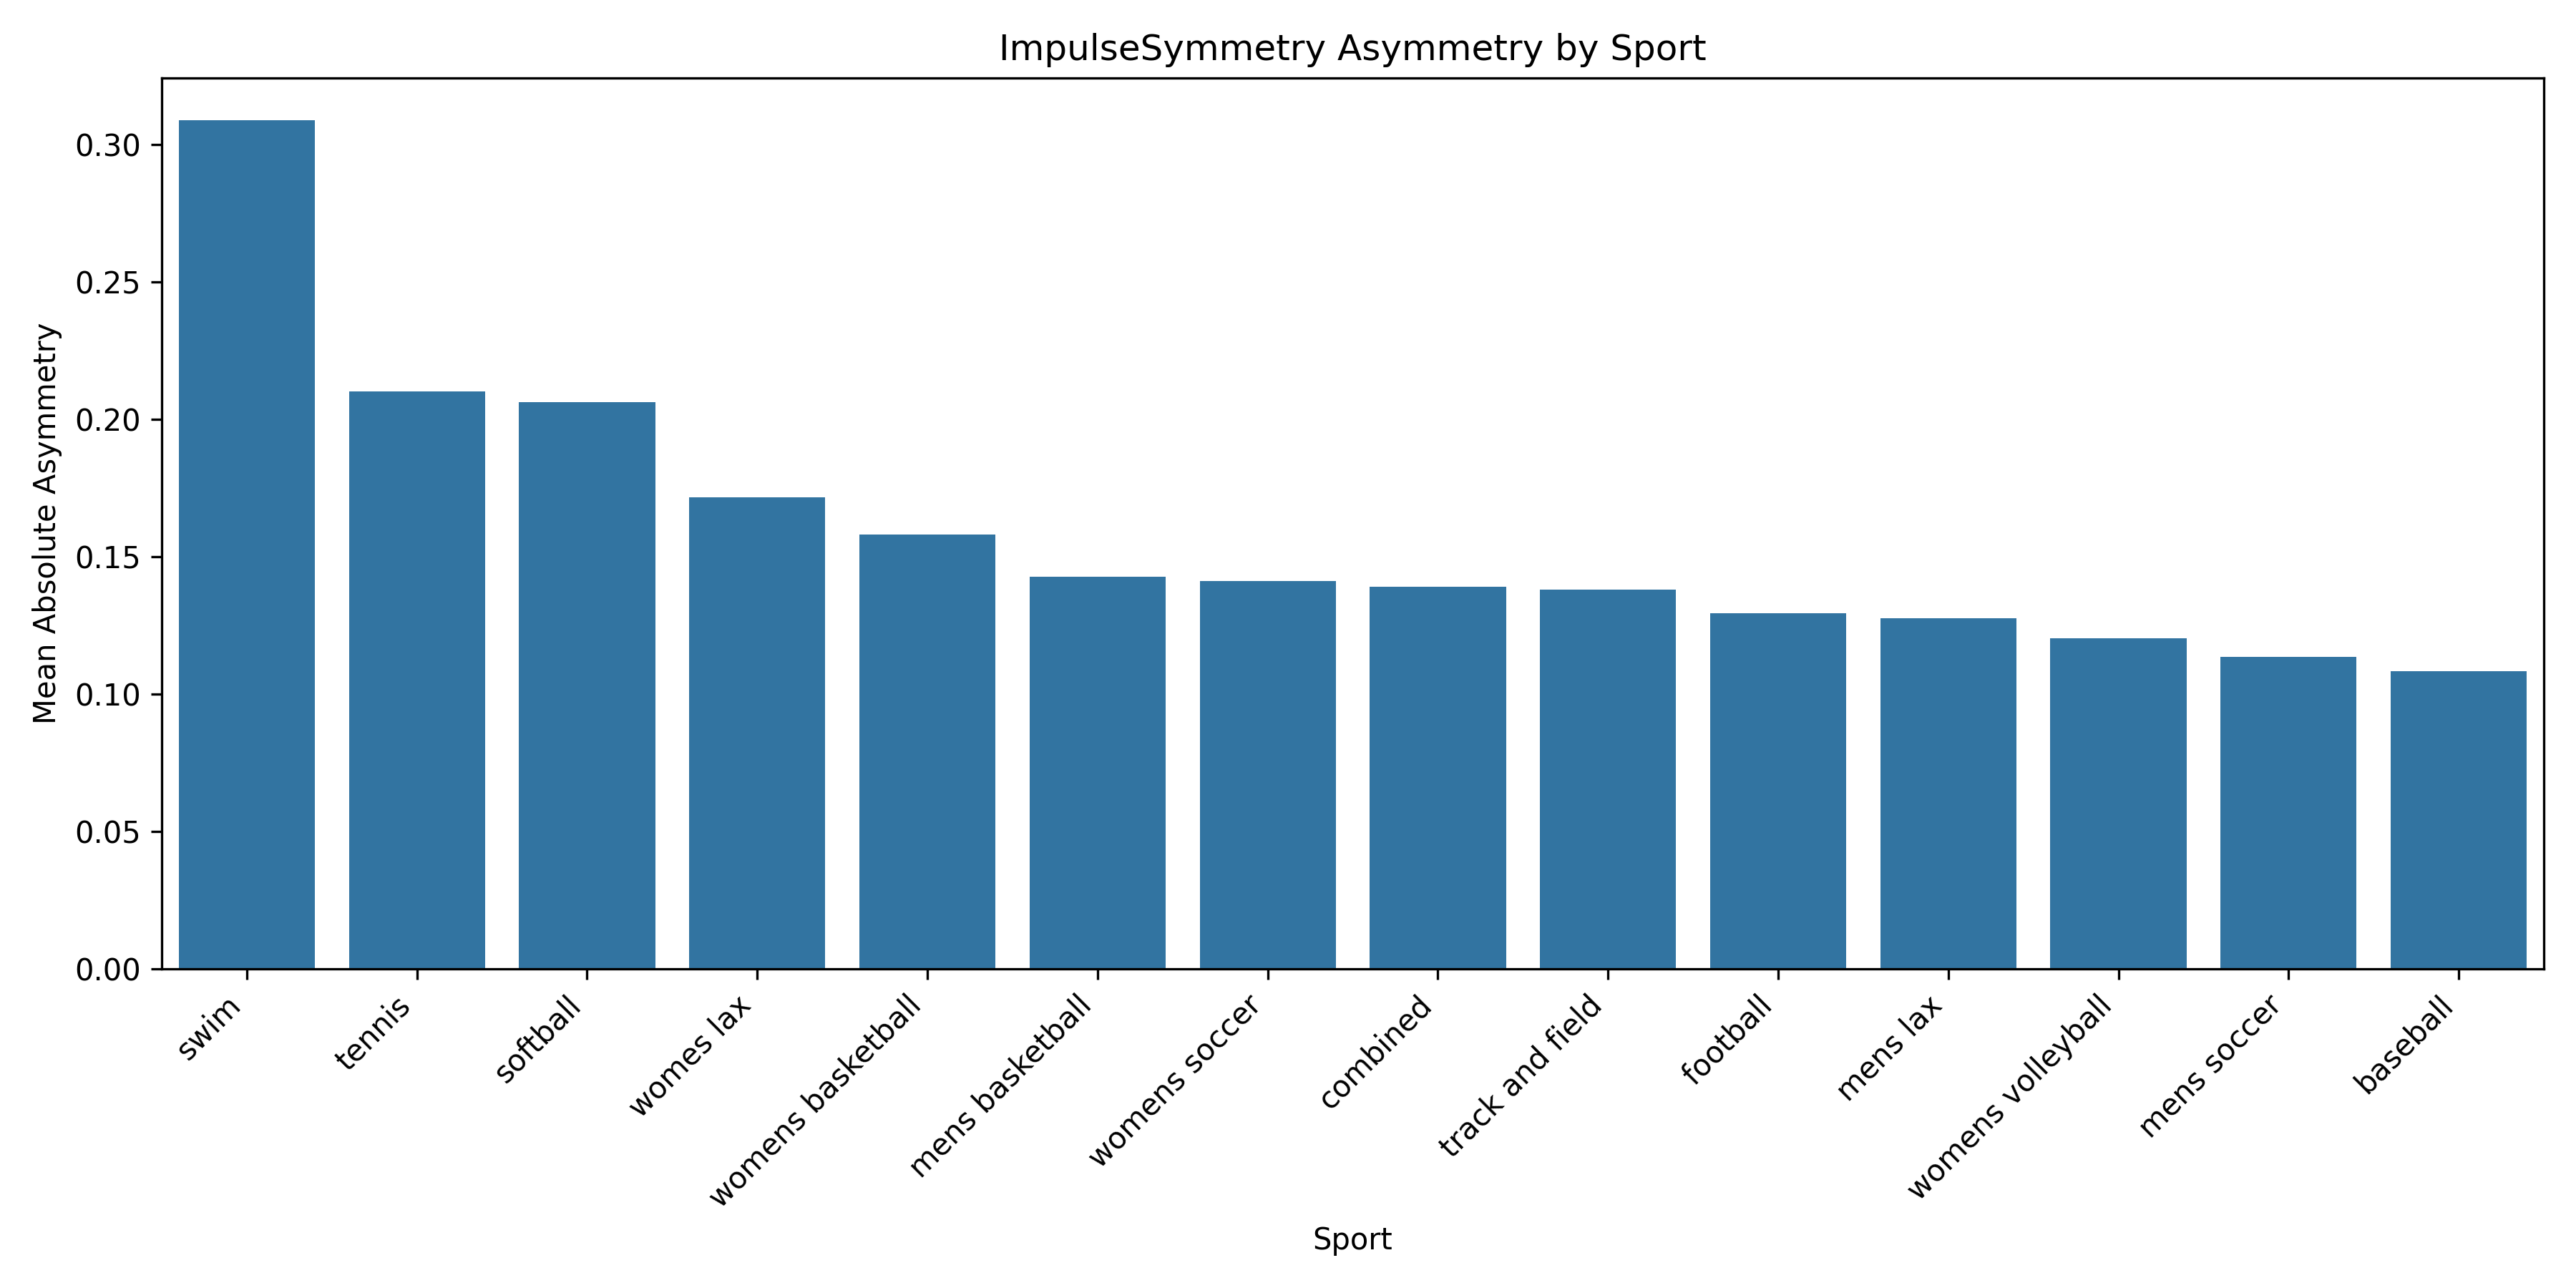 ImpulseSymmetry Asymmetry by Sport
Mean Absolute Asymmetry
0.30
0.25
0.20
0.15
0.10
0.05
0.00
swim
tennis
softball
womes lax
womens basketball
mens basketball
womens soccer
combined
track and field
football
mens lax
womens volleyball
mens soccer
baseball
Sport